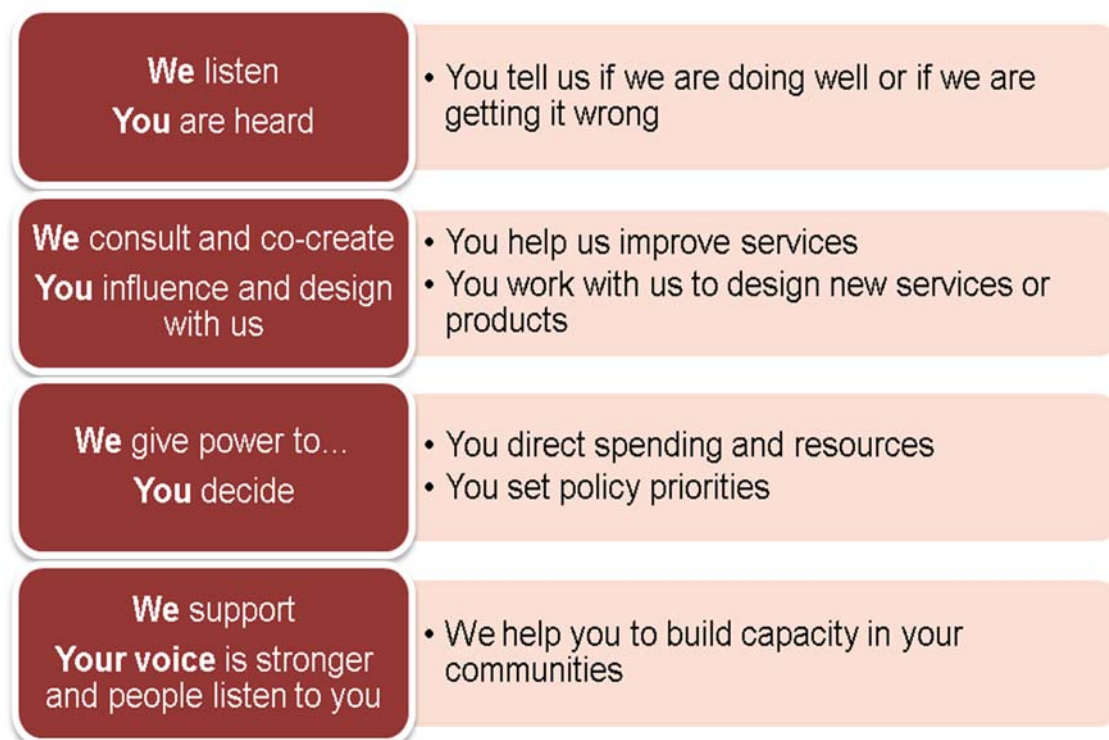 We listen
You are heard
• You tell us if we are doing well or if we are
getting it wrong
We consult and co-create
You influence and design
with us
• You help us improve services
• You work with us to design new services or
products
We give power to...
You decide
• You direct spending and resources
• You set policy priorities
We support
Your voice is stronger
and people listen to you
• We help you to build capacity in your
communities